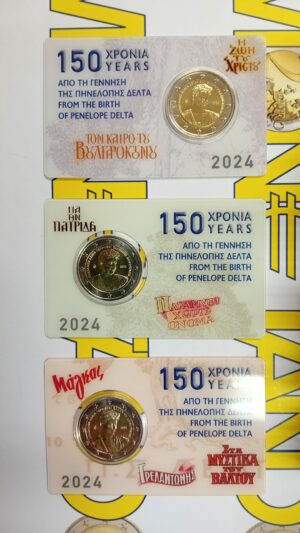 150 ΧΡΟΝΙΑ
YEARS
ΑΠΟ ΤΗ ΓΕΝΝΗΣΗ
ΤΗΣ ΠΗΝΕΛΟΠΗΣ ΔΕΛΤΑ
FROM THE BIRTH
OF PENELOPE DELTA
Η
ΖΩΗ
ΤΟΥ
ΧΡΙΣΤΟΥ
ΤΟΝ ΚΑΙΡΟ ΤΟΥ
ΒΟΥΛΓΑΡΟΚΤΟΝΟΥ
2024
ΓΙΑ
ΤΗΝ
ΠΑΤΡΙΔΑ
150 ΧΡΟΝΙΑ
YEARS
ΑΠΟ ΤΗ ΓΕΝΝΗΣΗ
ΤΗΣ ΠΗΝΕΛΟΠΗΣ ΔΕΛΤΑ
FROM THE BIRTH
OF PENELOPE DELTA
ΠΑΡΑΜΥΘΙ
ΧΩΡΙΣ
ΟΝΟΜΑ
2024
Μάγκας
150 ΧΡΟΝΙΑ
YEARS
ΑΠΟ ΤΗ ΓΕΝΝΗΣΗ
ΤΗΣ ΠΗΝΕΛΟΠΗΣ ΔΕΛΤΑ
FROM THE BIRTH
OF PENELOPE DELTA
2024
ΤΡΕΛΑΝΤΩΝΗΣ
ΣΤΑ
ΜΥΣΤΙΚΑ
ΤΟΥ ΒΑΛΤΟΥ